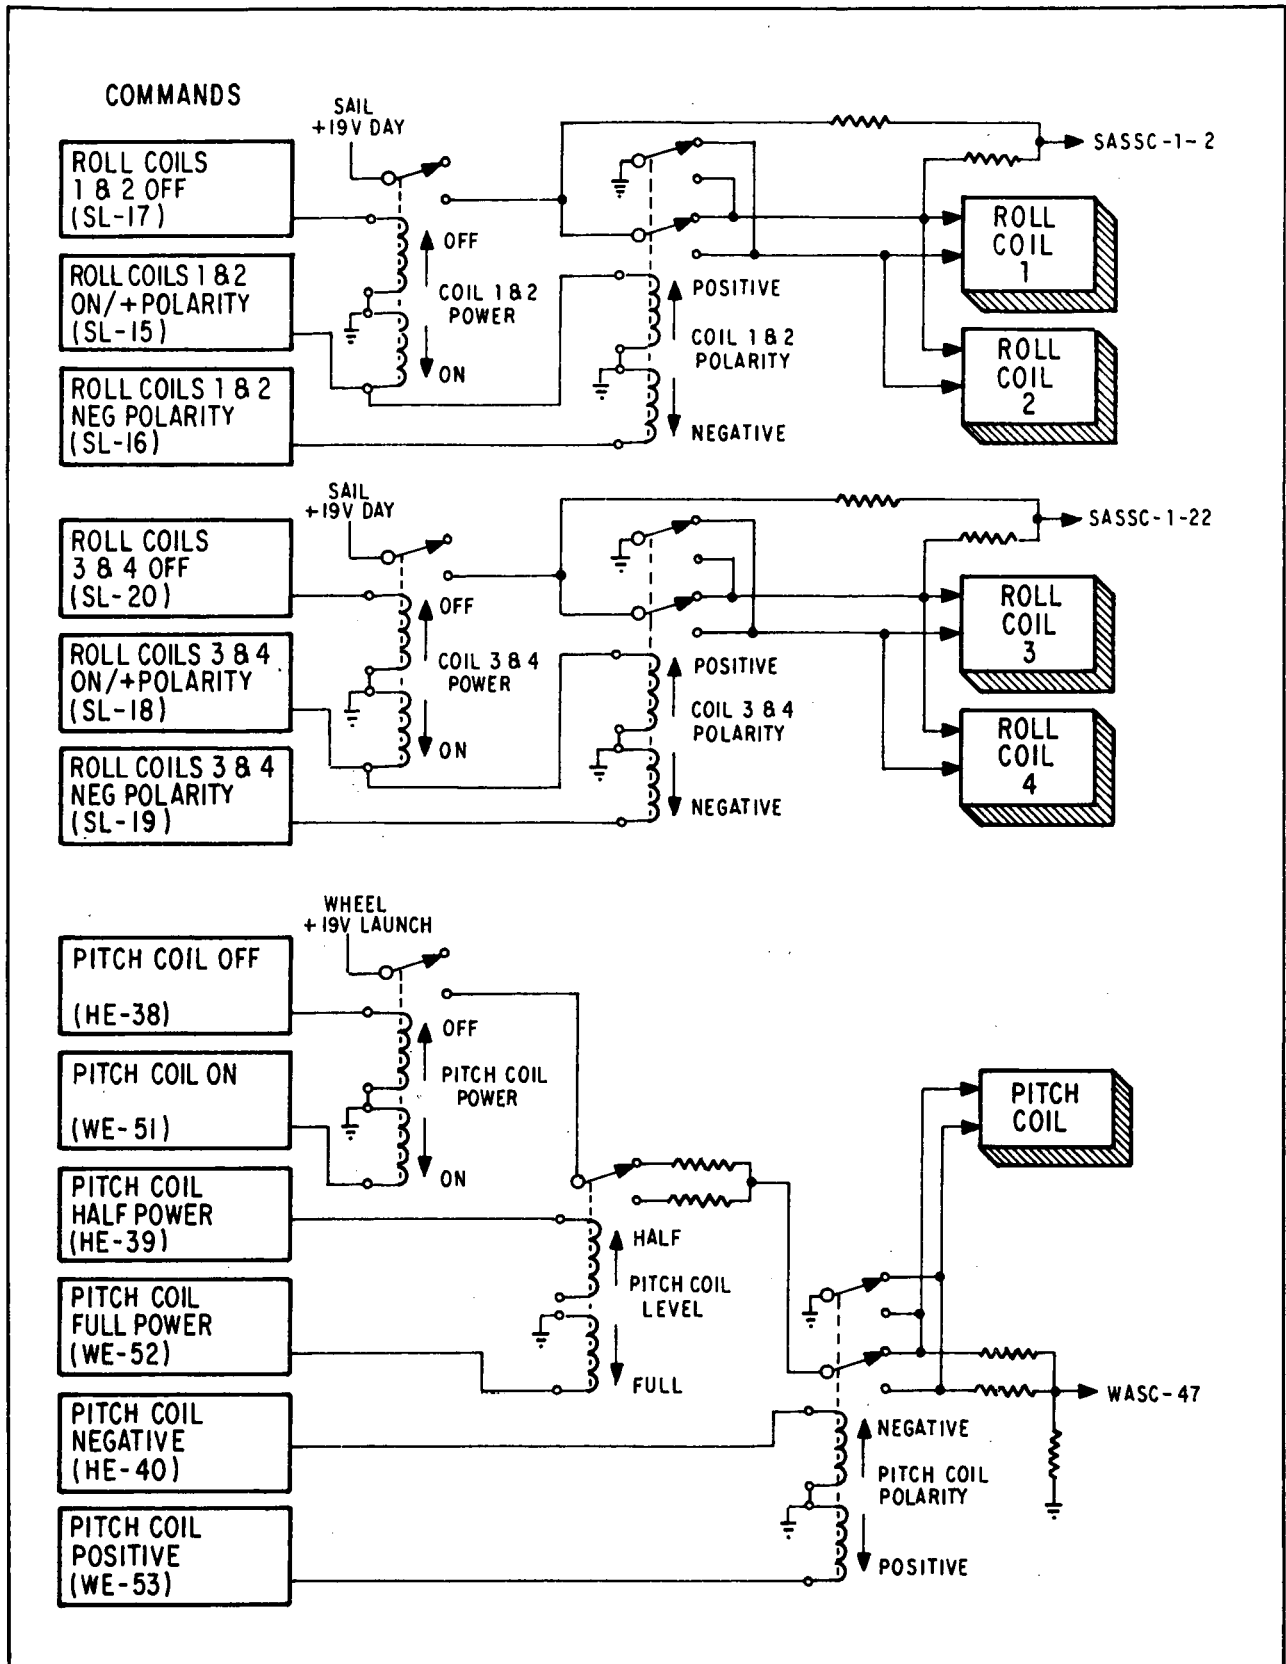 COMMANDS
SAIL
+19V DAY
ROLL COILS
1 & 2 OFF
(SL-17)
ROLL COILS 1 & 2
ON/+POLARITY
(SL-15)
ROLL COILS 1 & 2
NEG POLARITY
(SL-16)
OFF
COIL 1 & 2
POWER
ON
POSITIVE
COIL 1 & 2
POLARITY
NEGATIVE
SASSC-1-2
ROLL
COIL
1
ROLL
COIL
2
SAIL
+19V DAY
ROLL COILS
3 & 4 OFF
(SL-20)
ROLL COILS 3 & 4
ON/+POLARITY
(SL-18)
ROLL COILS 3 & 4
NEG POLARITY
(SL-19)
OFF
COIL 3 & 4
POWER
ON
POSITIVE
COIL 3 & 4
POLARITY
NEGATIVE
SASSC-1-22
ROLL
COIL
3
ROLL
COIL
4
WHEEL
+19V LAUNCH
PITCH COIL OFF
(HE-38)
PITCH COIL ON
(WE-51)
PITCH COIL
HALF POWER
(HE-39)
PITCH COIL
FULL POWER
(WE-52)
PITCH COIL
NEGATIVE
(HE-40)
PITCH COIL
POSITIVE
(WE-53)
OFF
PITCH COIL
POWER
ON
HALF
PITCH COIL
LEVEL
FULL
PITCH
COIL
WASC-47
NEGATIVE
PITCH COIL
POLARITY
POSITIVE